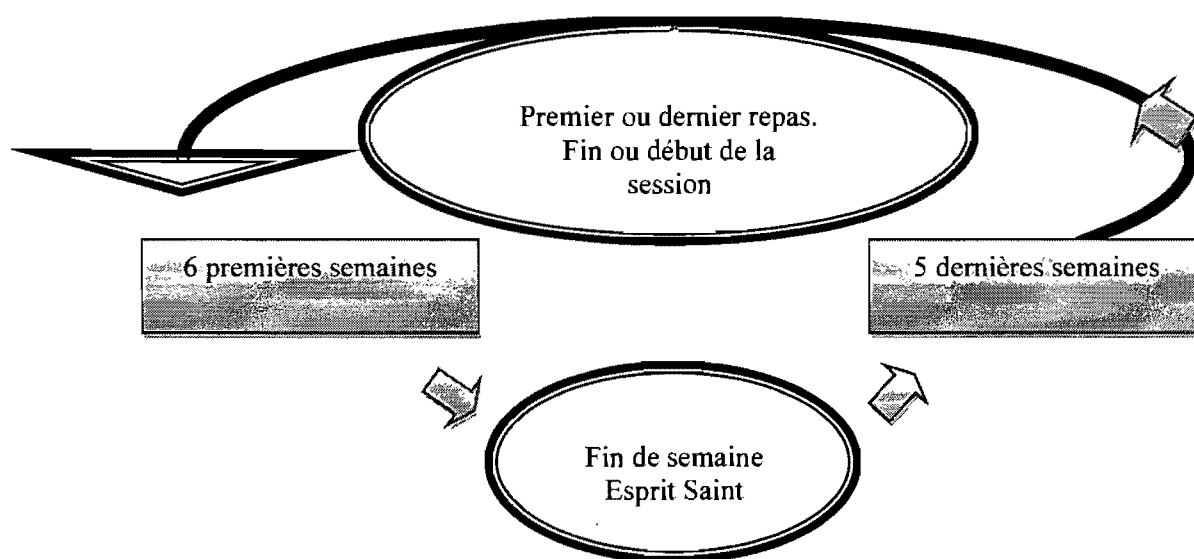 Premier ou dernier repas.
Fin ou début de la
session
6 premières semaines
5 dernières semaines
Fin de semaine
Esprit Saint